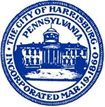 THE CITY OF HARRISBURG
PENNSYLVANIA
INCORPORATED MAR. 19, 1860